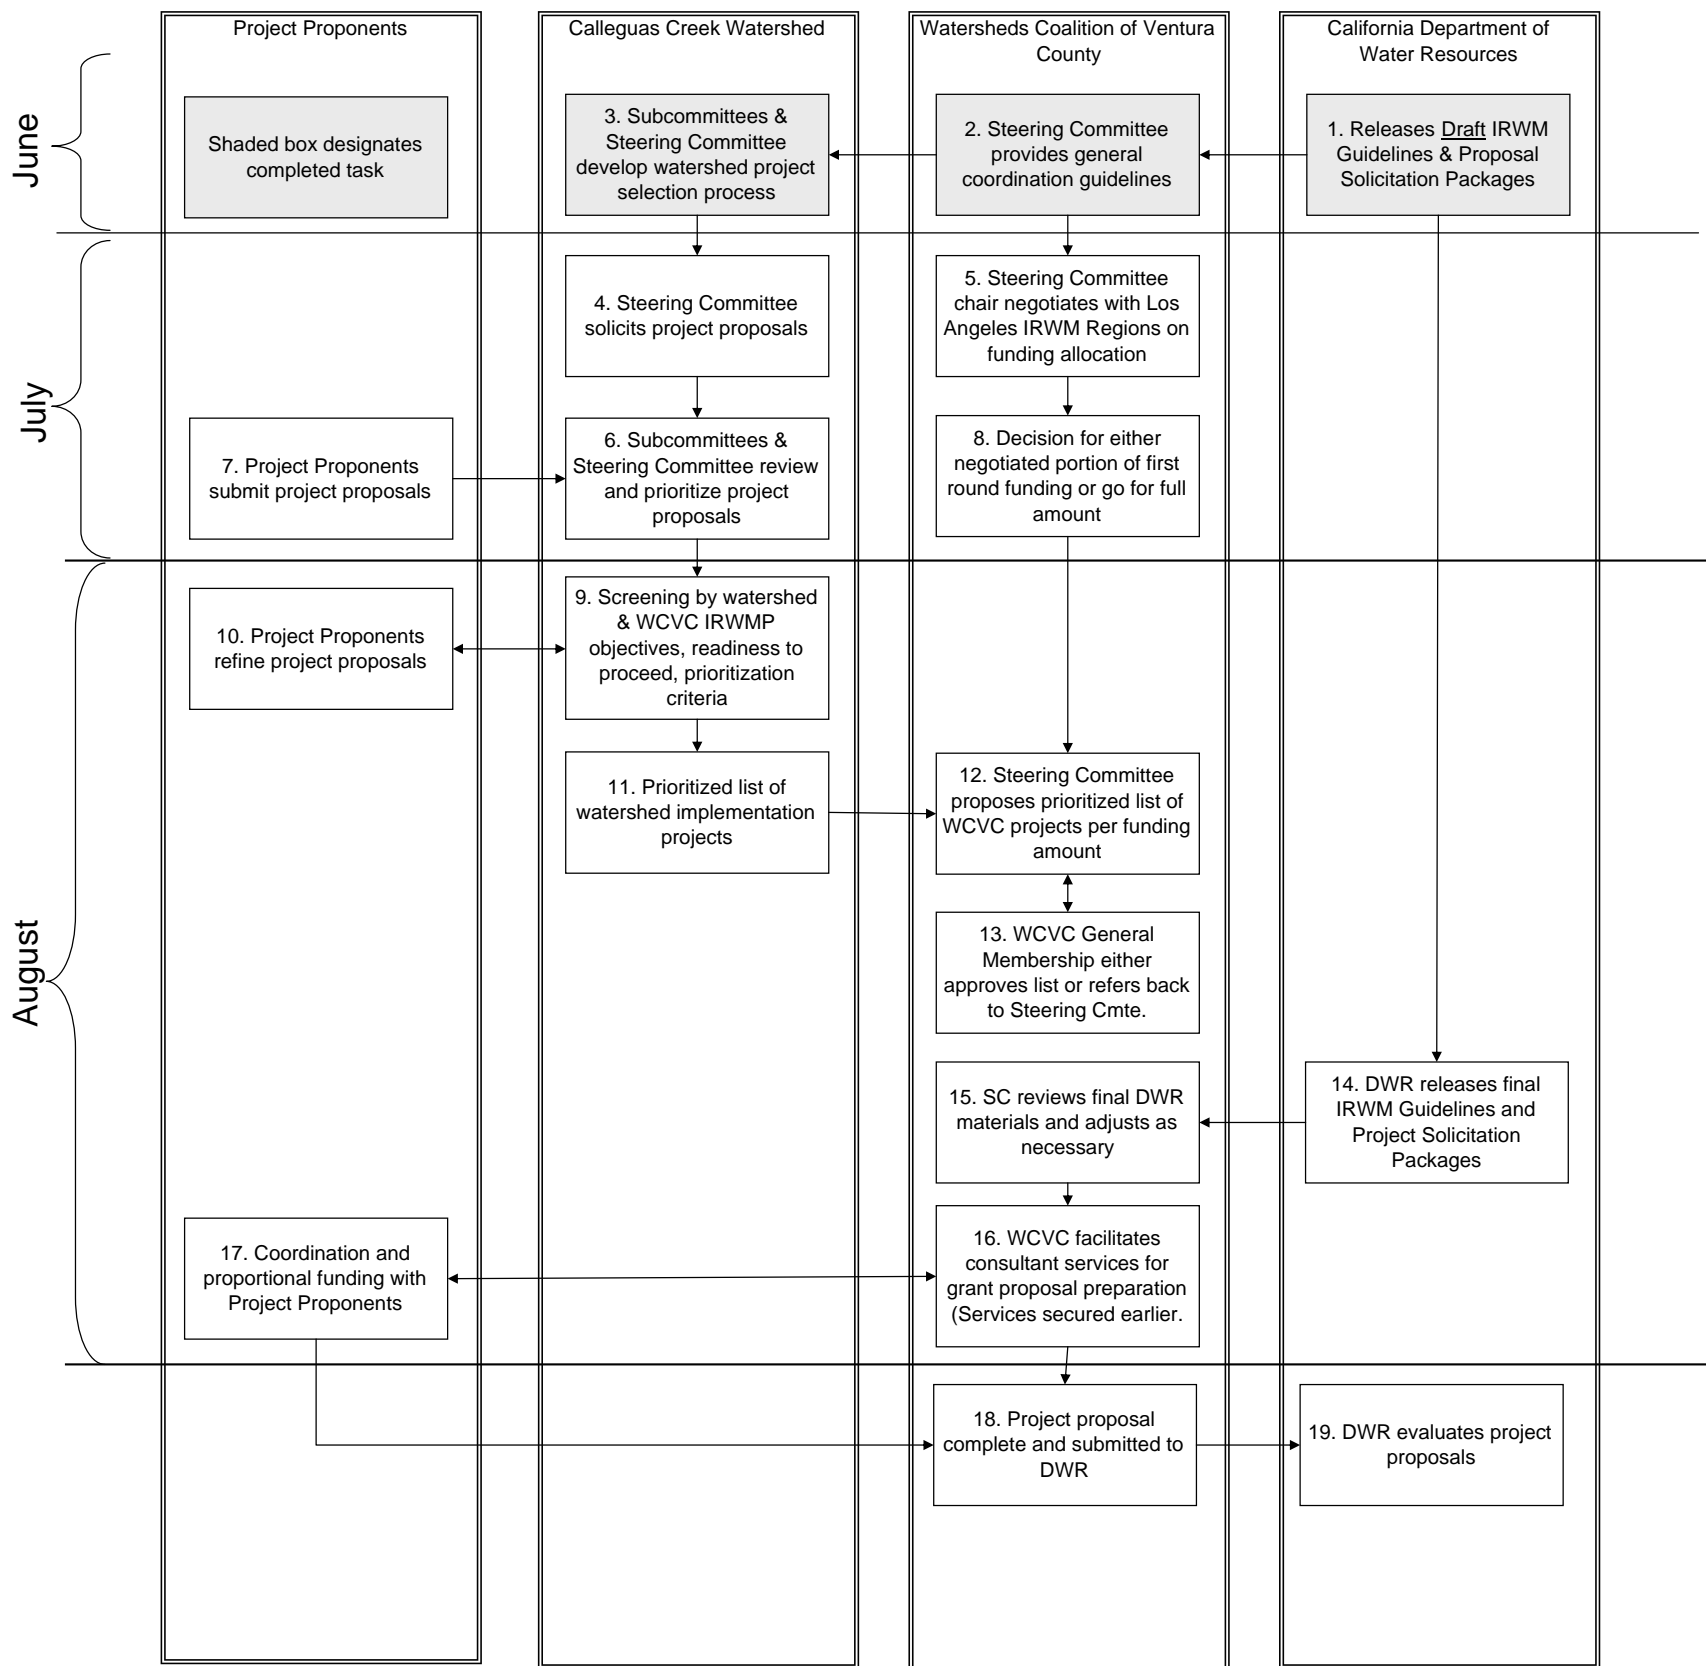 Project Proponents
Calleguas Creek Watershed
Watersheds Coalition of Ventura
County
California Department of
Water Resources
June
Shaded box designates
completed task
3. Subcommittees &
Steering Committee
develop watershed project
selection process
2. Steering Committee
provides general
coordination guidelines
1. Releases Draft IRWM
Guidelines & Proposal
Solicitation Packages
July
4. Steering Committee
solicits project proposals
5. Steering Committee
chair negotiates with Los
Angeles IRWM Regions on
funding allocation
7. Project Proponents
submit project proposals
6. Subcommittees &
Steering Committee review
and prioritize project
proposals
8. Decision for either
negotiated portion of first
round funding or go for full
amount
August
10. Project Proponents
refine project proposals
9. Screening by watershed
& WCVC IRWMP
objectives, readiness to
proceed, prioritization
criteria
11. Prioritized list of
watershed implementation
projects
12. Steering Committee
proposes prioritized list of
WCVC projects per funding
amount
13. WCVC General
Membership either
approves list or refers back
to Steering Cmte.
15. SC reviews final DWR
materials and adjusts as
necessary
14. DWR releases final
IRWM Guidelines and
Project Solicitation
Packages
17. Coordination and
proportional funding with
Project Proponents
16. WCVC facilitates
consultant services for
grant proposal preparation
(Services secured earlier.
18. Project proposal
complete and submitted to
DWR
19. DWR evaluates project
proposals